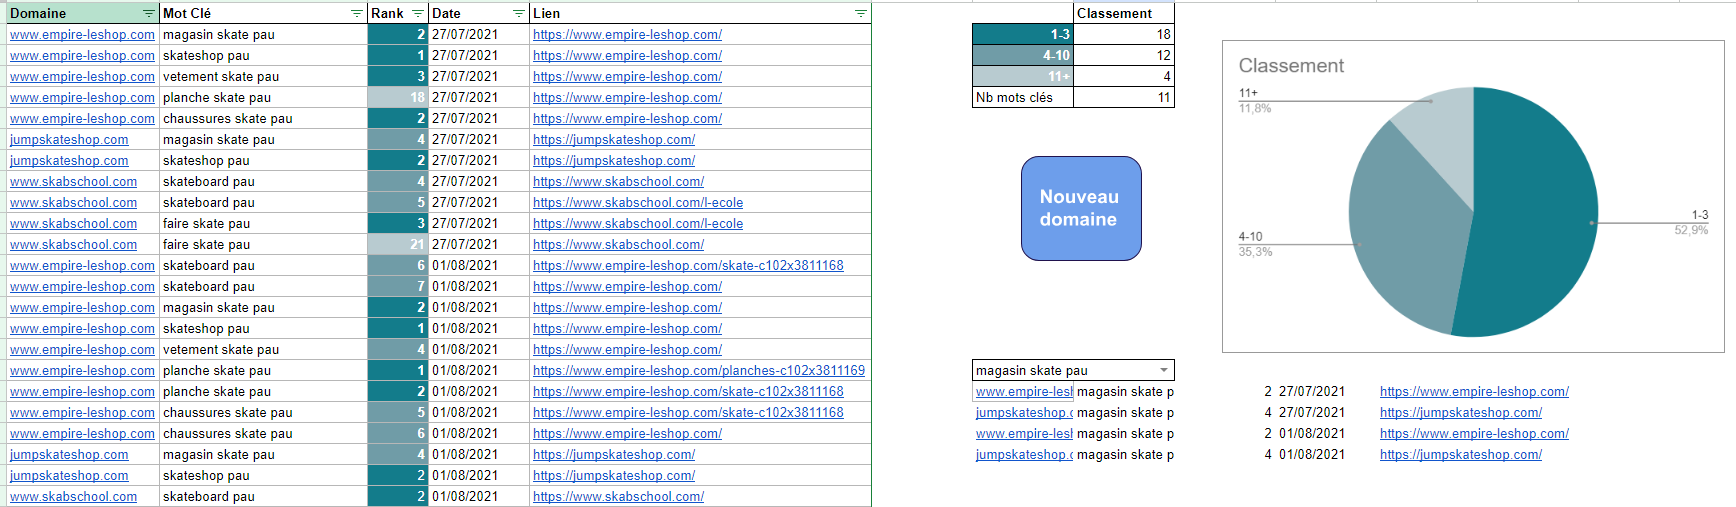 Domaine Mot Clé Rank Date Lien
www.empire-leshop.com magasin skate pau 2 27/07/2021 https://www.empire-leshop.com/
www.empire-leshop.com skateshop pau 1 27/07/2021 https://www.empire-leshop.com/
www.empire-leshop.com vetement skate pau 3 27/07/2021 https://www.empire-leshop.com/
www.empire-leshop.com planche skate pau 18 27/07/2021 https://www.empire-leshop.com/
www.empire-leshop.com chaussures skate pau 2 27/07/2021 https://www.empire-leshop.com/
jumpskateshop.com magasin skate pau 4 27/07/2021 https://jumpskateshop.com/
jumpskateshop.com skateshop pau 2 27/07/2021 https://jumpskateshop.com/
www.skabschool.com skateboard pau 4 27/07/2021 https://www.skabschool.com/
www.skabschool.com skateboard pau 5 27/07/2021 https://www.skabschool.com/l-ecole
www.skabschool.com faire skate pau 3 27/07/2021 https://www.skabschool.com/l-ecole
www.skabschool.com faire skate pau 21 27/07/2021 https://www.skabschool.com/
www.empire-leshop.com skateboard pau 6 01/08/2021 https://www.empire-leshop.com/skate-c102x3811168
www.empire-leshop.com skateboard pau 7 01/08/2021 https://www.empire-leshop.com/
www.empire-leshop.com magasin skate pau 2 01/08/2021 https://www.empire-leshop.com/
www.empire-leshop.com skateshop pau 1 01/08/2021 https://www.empire-leshop.com/
www.empire-leshop.com vetement skate pau 4 01/08/2021 https://www.empire-leshop.com/
www.empire-leshop.com planche skate pau 1 01/08/2021 https://www.empire-leshop.com/planches-c102x3811169
www.empire-leshop.com planche skate pau 2 01/08/2021 https://www.empire-leshop.com/skate-c102x3811168
www.empire-leshop.com chaussures skate pau 5 01/08/2021 https://www.empire-leshop.com/skate-c102x3811168
www.empire-leshop.com chaussures skate pau 6 01/08/2021 https://www.empire-leshop.com/
jumpskateshop.com magasin skate pau 4 01/08/2021 https://jumpskateshop.com/
jumpskateshop.com skateshop pau 2 01/08/2021 https://jumpskateshop.com/
www.skabschool.com skateboard pau 2 01/08/2021 https://www.skabschool.com/
Classement
1-3 18
4-10 12
11+ 4
Nb mots clés 11
Nouveau
domaine
Classement
11+
11,8%
1-3
52,9%
4-10
35,3%
magasin skate pau
www.empire-lesh magasin skate p 2 27/07/2021 https://www.empire-leshop.com/
jumpskateshop.c magasin skate p 4 27/07/2021 https://jumpskateshop.com/
www.empire-lesh magasin skate p 2 01/08/2021 https://www.empire-leshop.com/
jumpskateshop.c magasin skate p 4 01/08/2021 https://jumpskateshop.com/